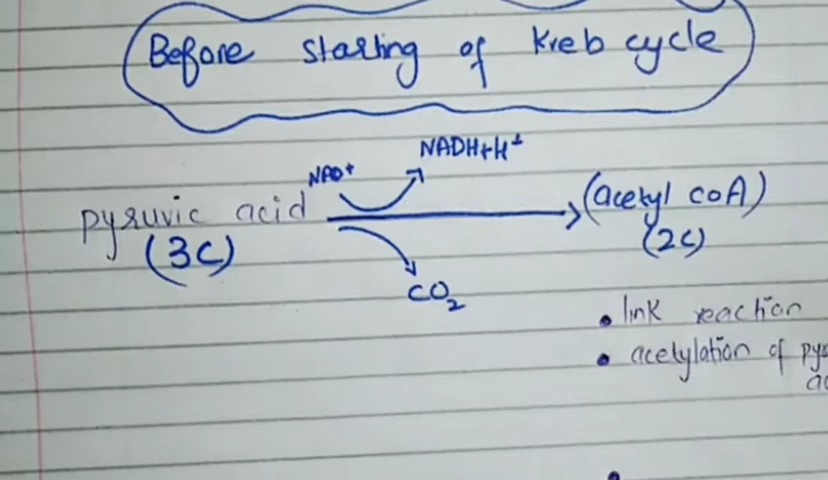 Before starting of Kreb cycle
NADH+H+
NAD+
pyruvic acid
(acetyl coA)
(3C)
(2C)
CO2
• link reaction
• acetylation of